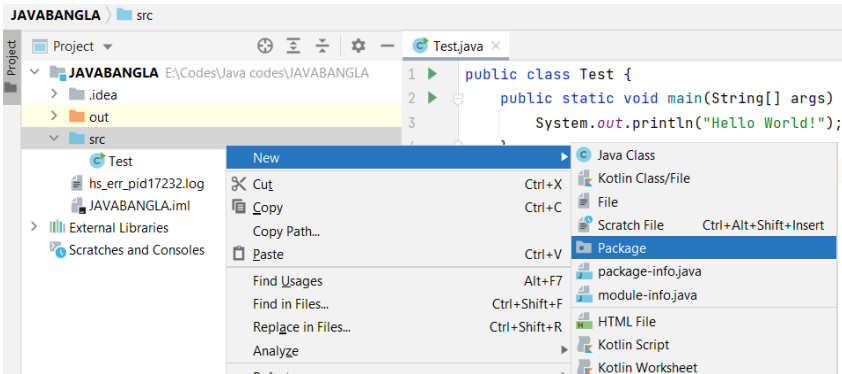 JAVABANGLA src
Project
Project
Test.java
JAVABANGLA E:\Codes\Java codes\JAVABANGLA
.idea
out
src
Test
hs_err_pid17232.log
JAVABANGLA.iml
External Libraries
Scratches and Consoles
1 public class Test {
2 public static void main(String[] args)
3 System.out.println("Hello World!");
}
New
Cut Ctrl+X
Copy Ctrl+C
Copy Path...
Paste Ctrl+V
Find Usages Alt+F7
Find in Files... Ctrl+Shift+F
Replace in Files... Ctrl+Shift+R
Analyze
Java Class
Kotlin Class/File
File
Scratch File Ctrl+Alt+Shift+Insert
Package
package-info.java
module-info.java
HTML File
Kotlin Script
Kotlin Worksheet